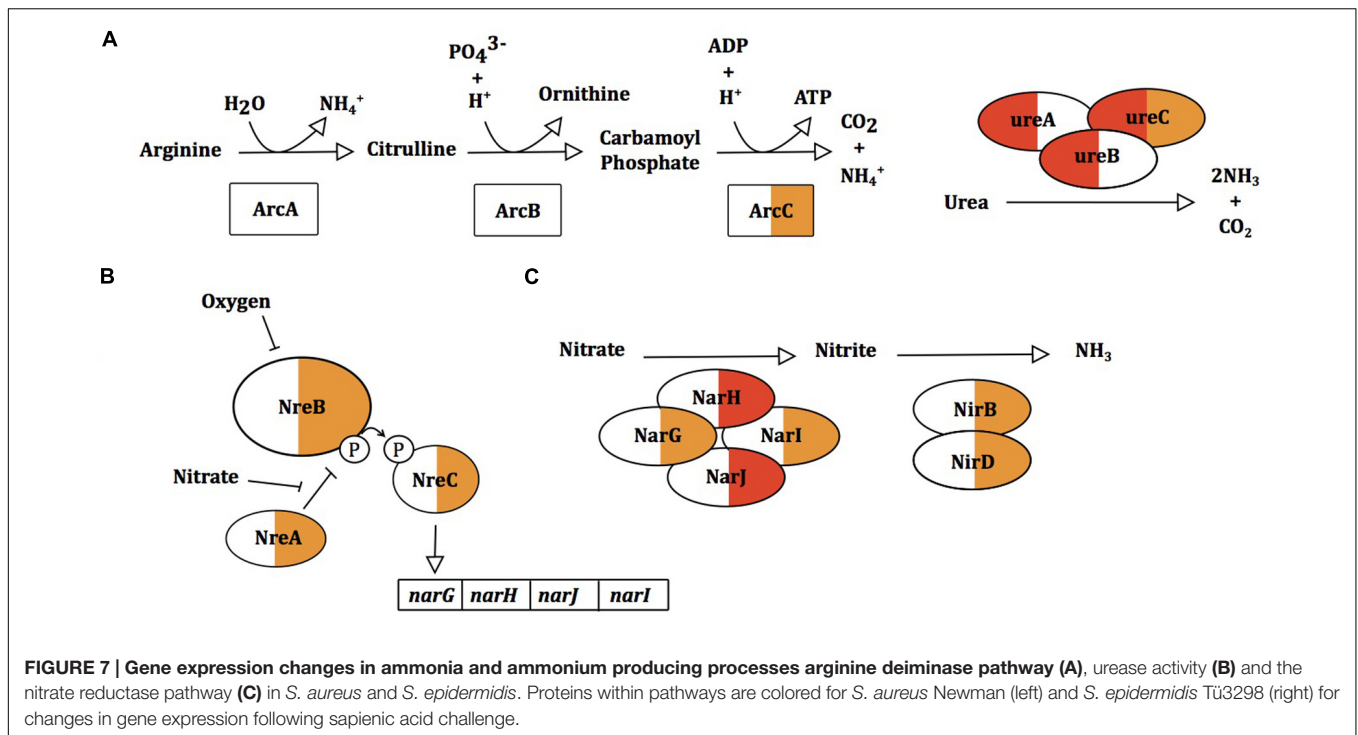 A
PO₄³⁻
+
H⁺
ADP
+
H⁺
H₂O
NH₄⁺
Ornithine
ATP
CO₂
+
NH₄⁺
Arginine
Citrulline
Carbamoyl
Phosphate
ArcA
ArcB
ArcC
ureA
ureC
ureB
Urea
2NH₃
+
CO₂
B
Oxygen
NreB
P
P
Nitrate
NreC
NreA
narG
narH
narJ
narI
C
Nitrate
Nitrite
NH₃
NarH
NarG
NarI
NarJ
NirB
NirD
FIGURE 7 | Gene expression changes in ammonia and ammonium producing processes arginine deiminase pathway (A), urease activity (B) and the
nitrate reductase pathway (C) in S. aureus and S. epidermidis. Proteins within pathways are colored for S. aureus Newman (left) and S. epidermidis Tü3298 (right) for
changes in gene expression following sapienic acid challenge.